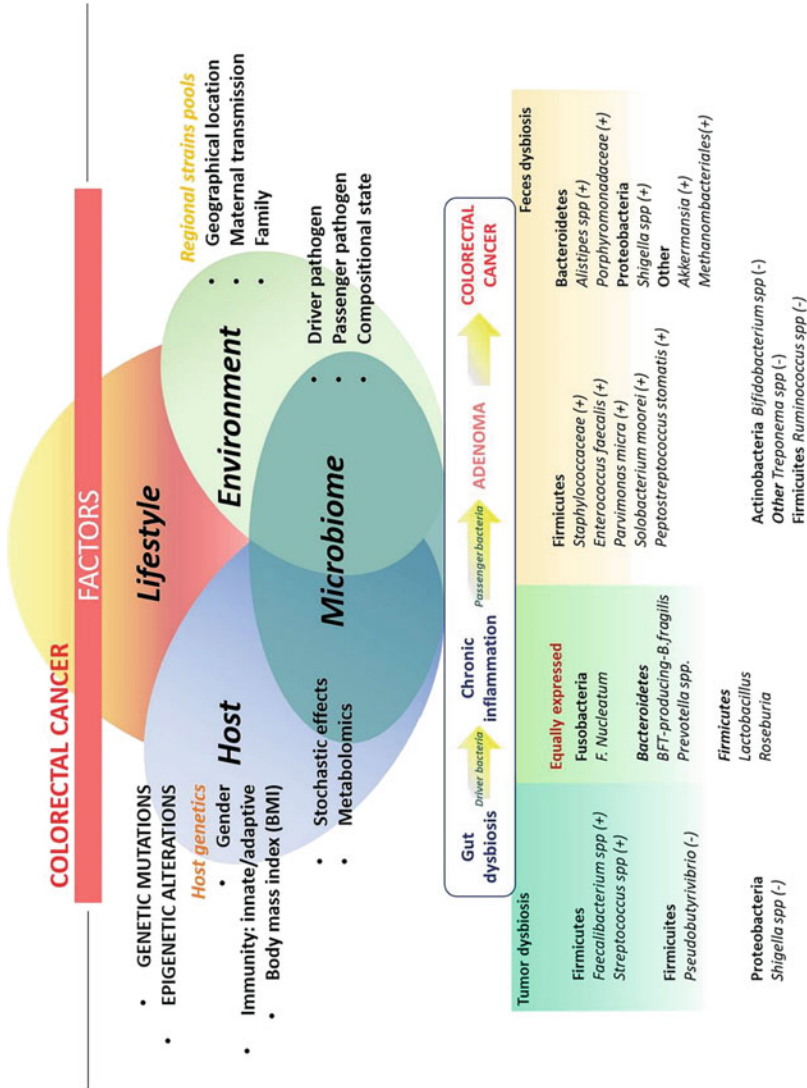 COLORECTAL CANCER
FACTORS
• GENETIC MUTATIONS
• EPIGENETIC ALTERATIONS
Host genetics
• Gender
• Immunity: innate/adaptive
• Body mass index (BMI)
• Stochastic effects
• Metabolomics
Lifestyle
Host
Environment
Microbiome
Regional strains pools
• Geographical location
• Maternal transmission
• Family
• Driver pathogen
• Passenger pathogen
• Compositional state
Gut
dysbiosis
Driver bacteria
Chronic
inflammation
Passenger bacteria
ADENOMA
COLORECTAL
CANCER
Tumor dysbiosis
Firmicutes
Faecalibacterium spp (+)
Streptococcus spp (+)
Firmicuites
Pseudobutyrivibrio (-)
Proteobacteria
Shigella spp (-)
Equally expressed
Fusobacteria
F. Nucleatum
Bacteroidetes
BFT-producing-B.fragilis
Prevotella spp.
Firmicutes
Lactobacillus
Roseburia
Feces dysbiosis
Firmicutes
Staphylococcaceae (+)
Enterococcus faecalis (+)
Parvimonas micra (+)
Solobacterium moorei (+)
Peptostreptococcus stomatis (+)
Bacteroidetes
Alistipes spp (+)
Porphyromonadaceae (+)
Proteobacteria
Shigella spp (+)
Other
Akkermansia (+)
Methanombacteriales(+)
Actinobacteria Bifidobacterium spp (-)
Other Treponema spp (-)
Firmicuites Ruminococcus spp (-)